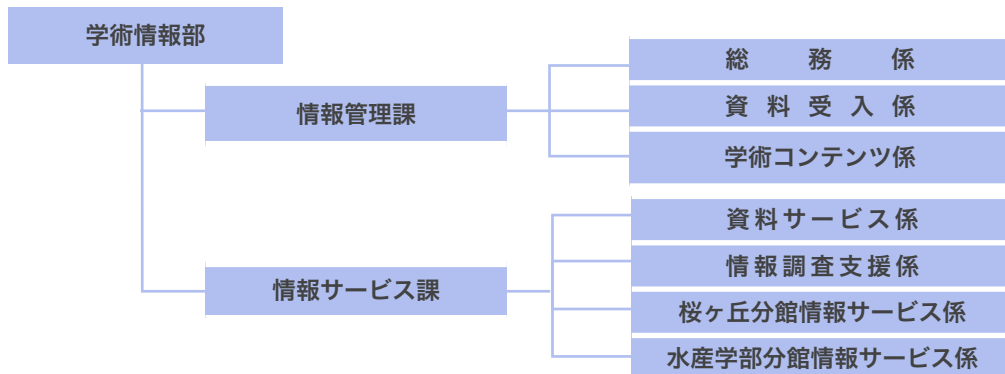 学術情報部
情報管理課
総務係
資料受入係
学術コンテンツ係
情報サービス課
資料サービス係
情報調査支援係
桜ヶ丘分館情報サービス係
水産学部分館情報サービス係